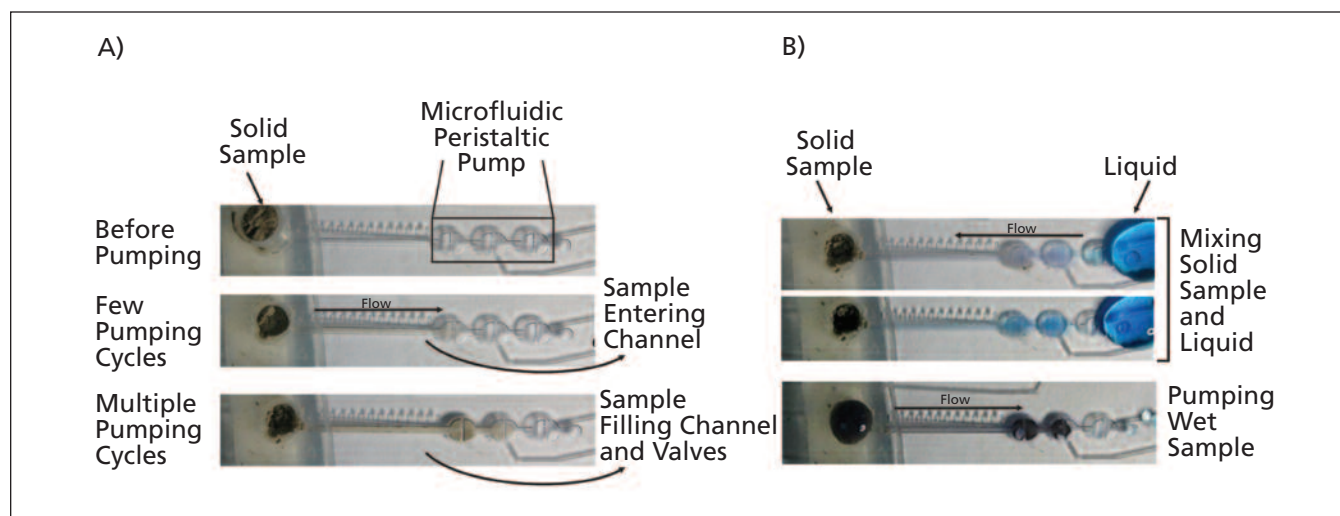 A)
Solid
Sample
Microfluidic
Peristaltic
Pump
Before
Pumping
Few
Pumping
Cycles
Flow
Sample
Entering
Channel
Multiple
Pumping
Cycles
Sample
Filling Channel
and Valves
B)
Solid
Sample
Liquid
Flow
Mixing
Solid
Sample
and
Liquid
Flow
Pumping
Wet
Sample